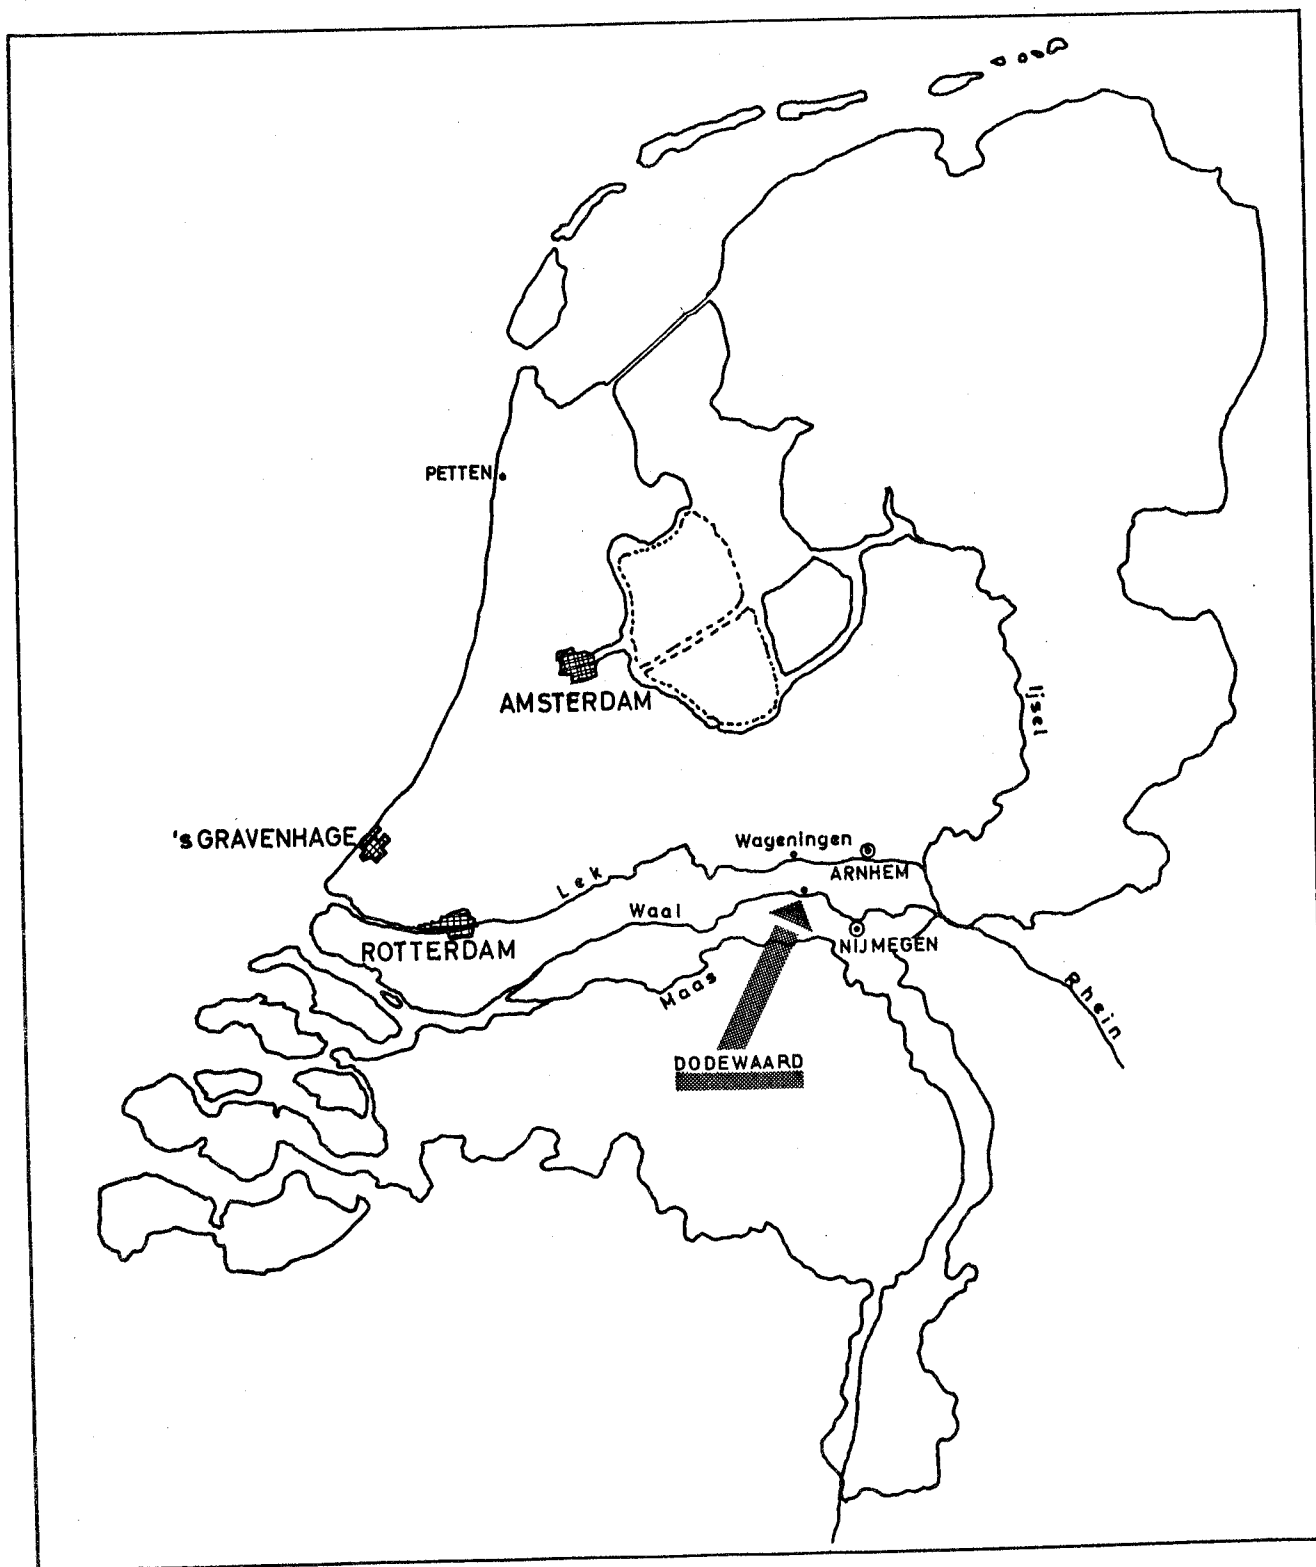 PETTEN
AMSTERDAM
Ijsel
'sGRAVENHAGE
Wageningen
ARNHEM
Lek
Waal
ROTTERDAM
NIJMEGEN
Maas
Rhein
DODEWAARD